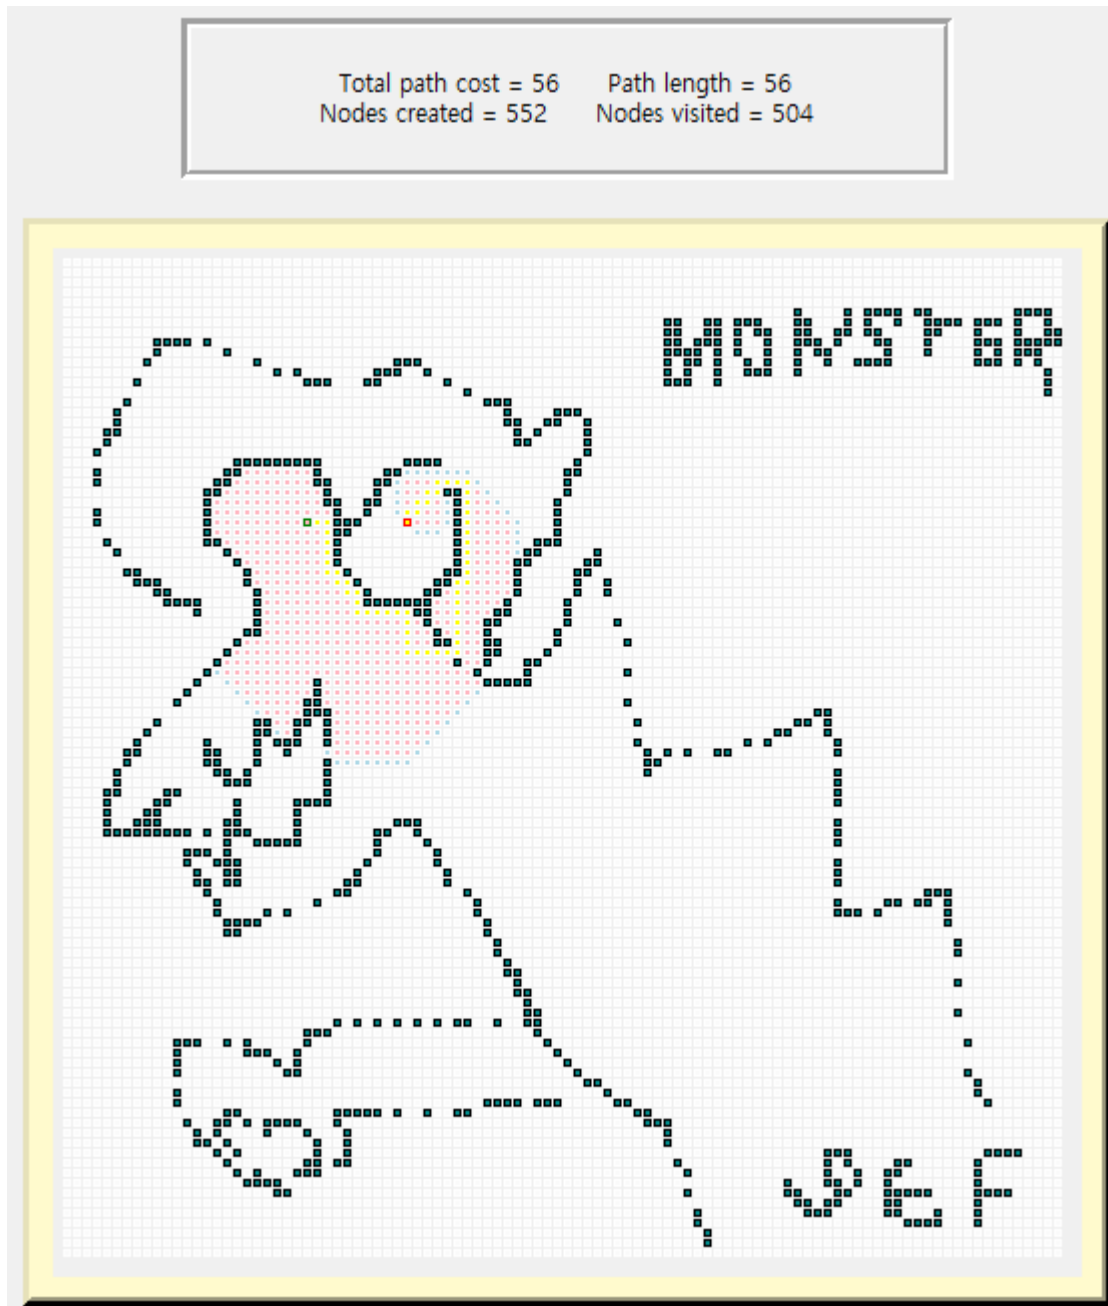 Total path cost = 56 Path length = 56
Nodes created = 552 Nodes visited = 504
MONSTER
JEF